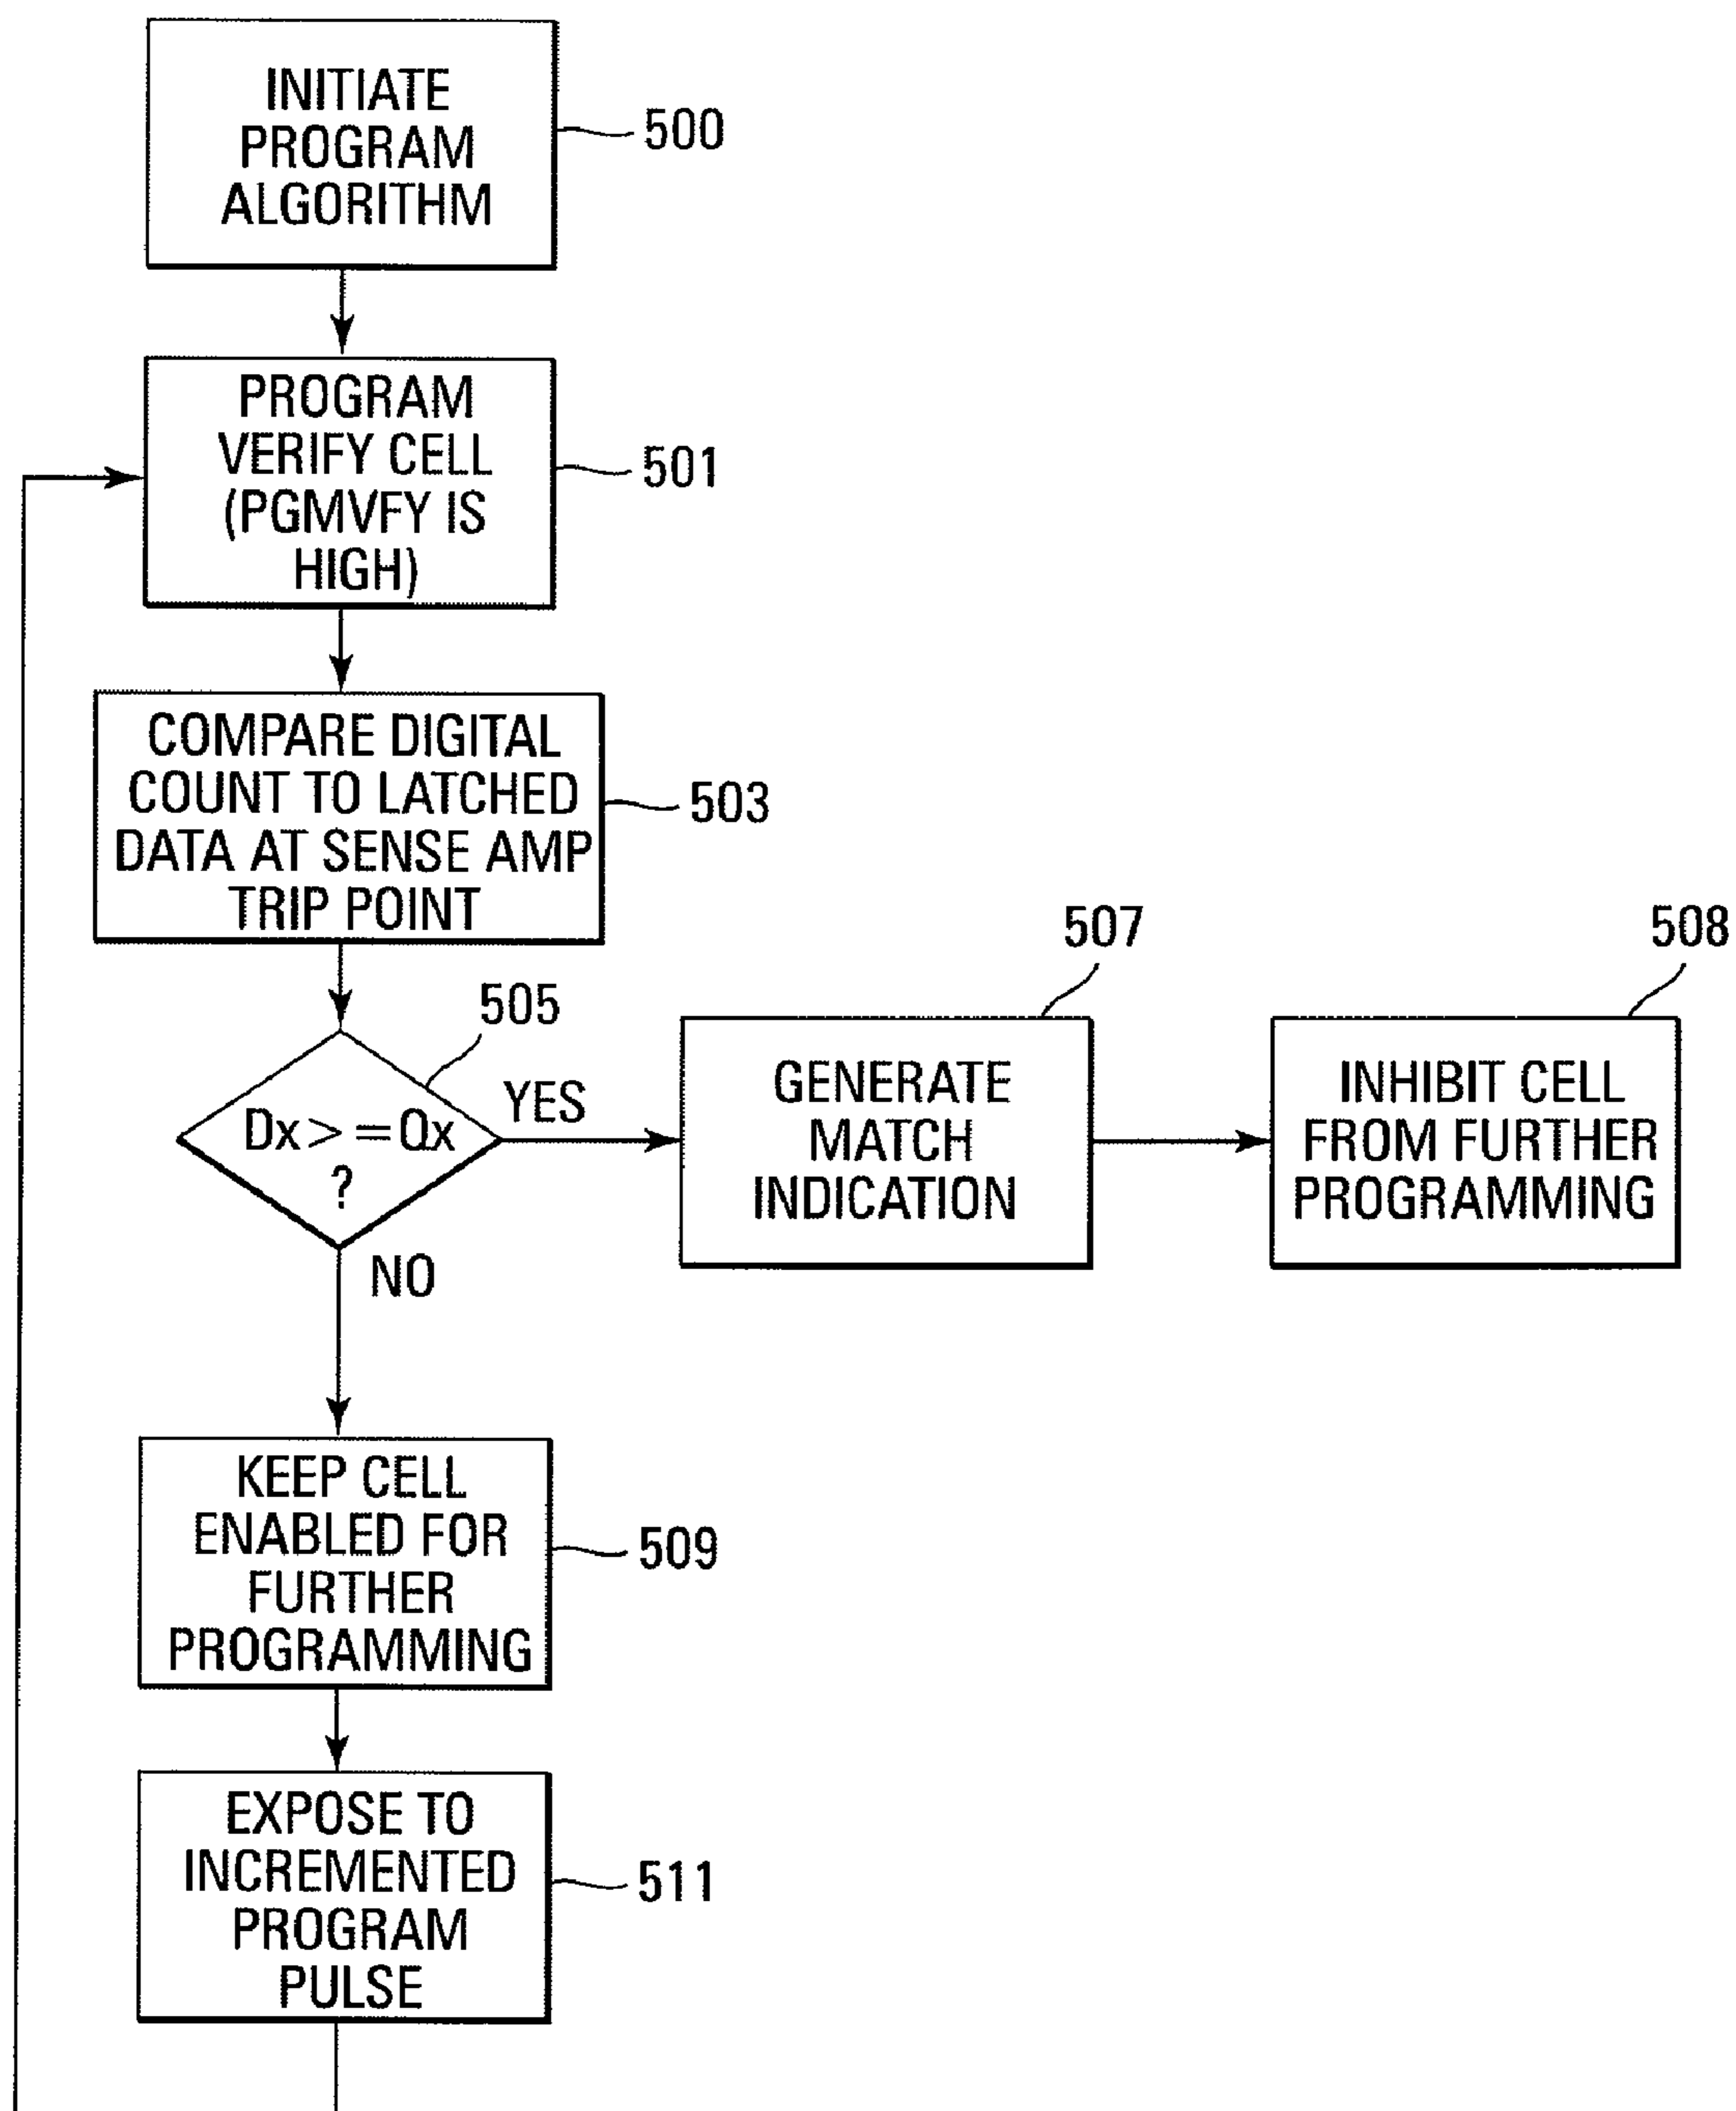 INITIATE
PROGRAM
ALGORITHM
500
PROGRAM
VERIFY CELL
(PGMVFY IS
HIGH)
501
COMPARE DIGITAL
COUNT TO LATCHED
DATA AT SENSE AMP
TRIP POINT
503
505
Dx>=Qx
?
YES
NO
507
GENERATE
MATCH
INDICATION
508
INHIBIT CELL
FROM FURTHER
PROGRAMMING
KEEP CELL
ENABLED FOR
FURTHER
PROGRAMMING
509
EXPOSE TO
INCREMENTED
PROGRAM
PULSE
511